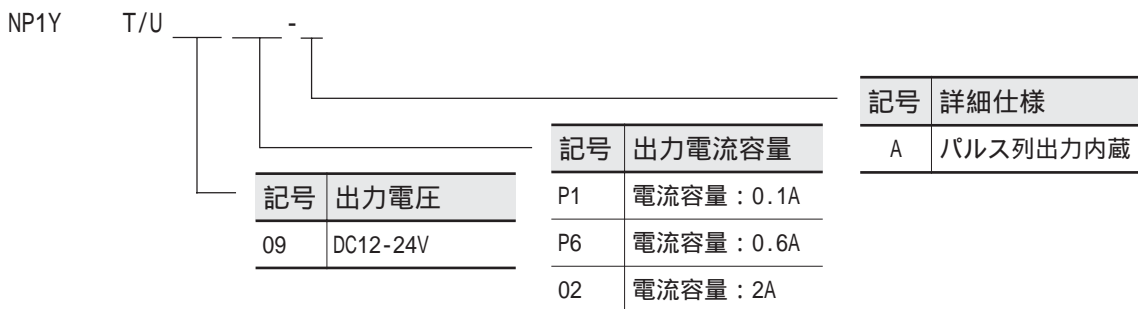 NP1Y T/U -
記号 詳細仕様
A パルス列出力内蔵
記号 出力電流容量
P1 電流容量：0.1A
P6 電流容量：0.6A
02 電流容量：2A
記号 出力電圧
09 DC12-24V